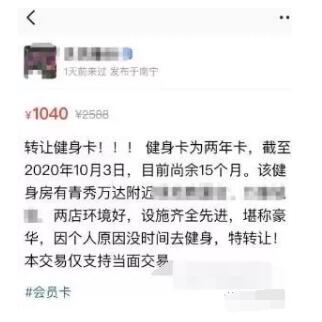 1天前来过 发布于南宁
¥1040 ¥2588
转让健身卡！！！ 健身卡为两年卡，截至
2020年10月3日，目前尚余15个月。该健
身房有青秀万达附近
两店环境好，设施齐全先进，堪称豪
华，因个人原因没时间去健身，特转让！
本交易仅支持当面交易
#会员卡